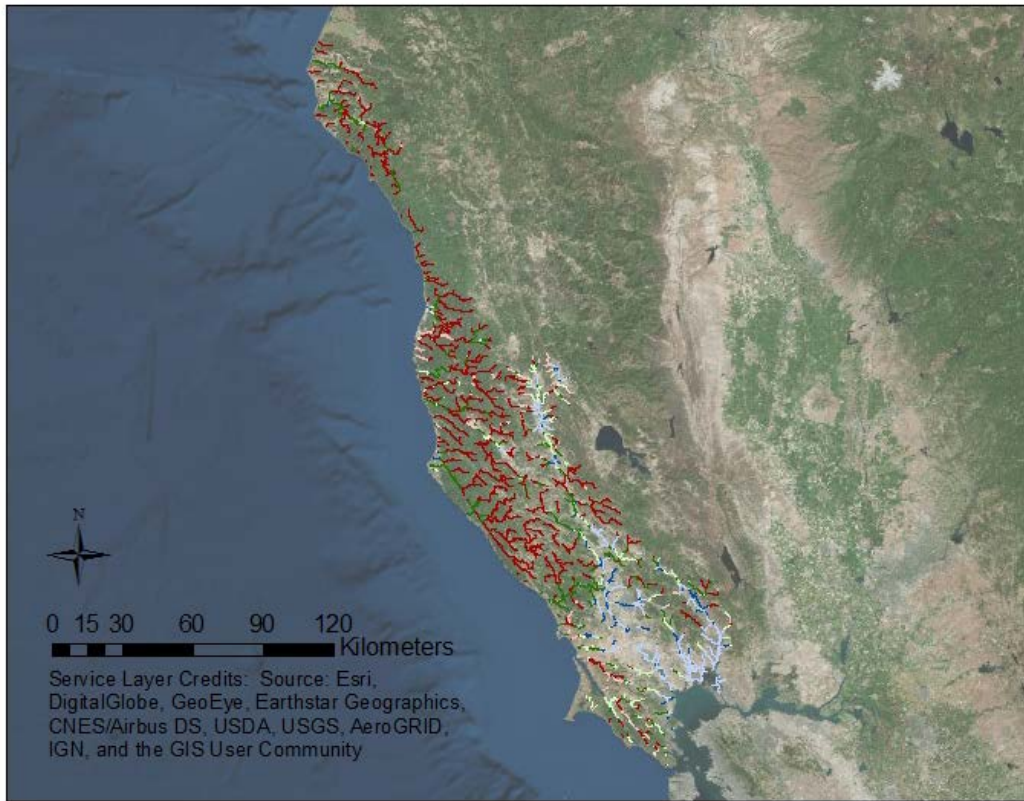 N
0 15 30 60 90 120
Kilometers
Service Layer Credits: Source: Esri,
DigitalGlobe, GeoEye, Earthstar Geographics,
CNES/Airbus DS, USDA, USGS, AeroGRID,
IGN, and the GIS User Community